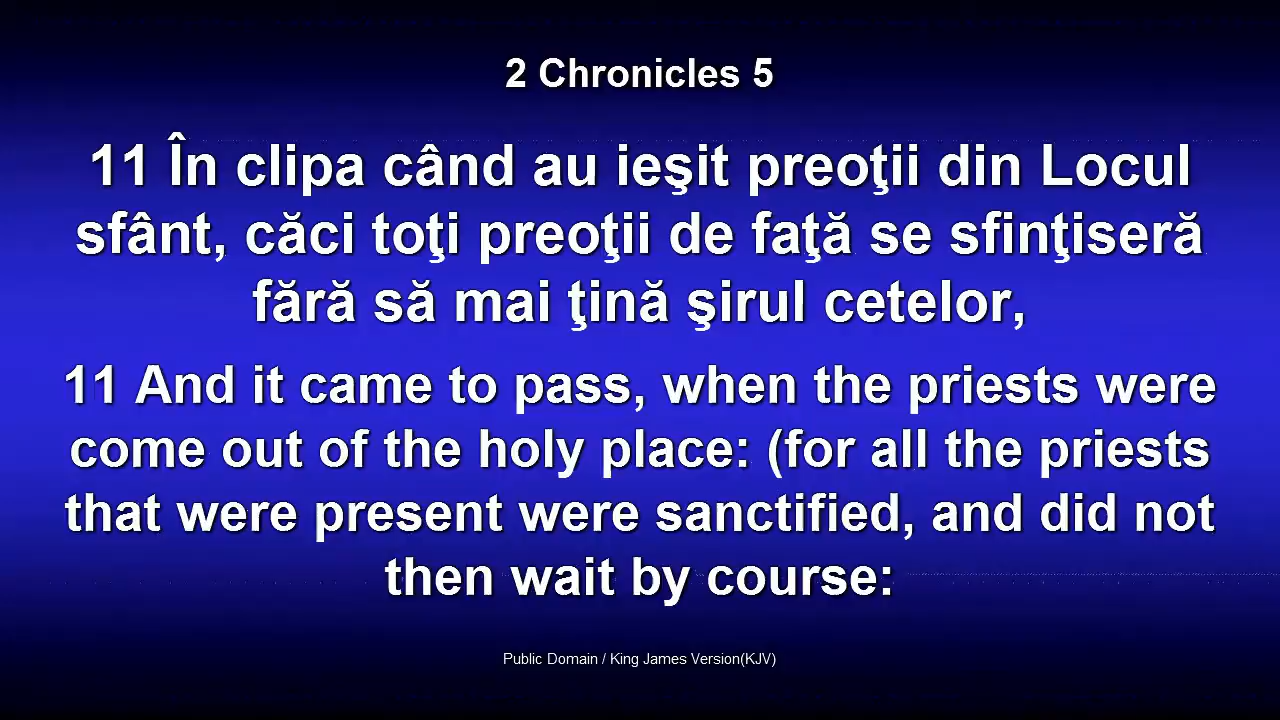 2 Chronicles 5
11 În clipa când au ieşit preoţii din Locul
sfânt, căci toţi preoţii de faţă se sfinţiseră
fără să mai ţină şirul cetelor,
11 And it came to pass, when the priests were
come out of the holy place: (for all the priests
that were present were sanctified, and did not
then wait by course:
Public Domain / King James Version(KJV)